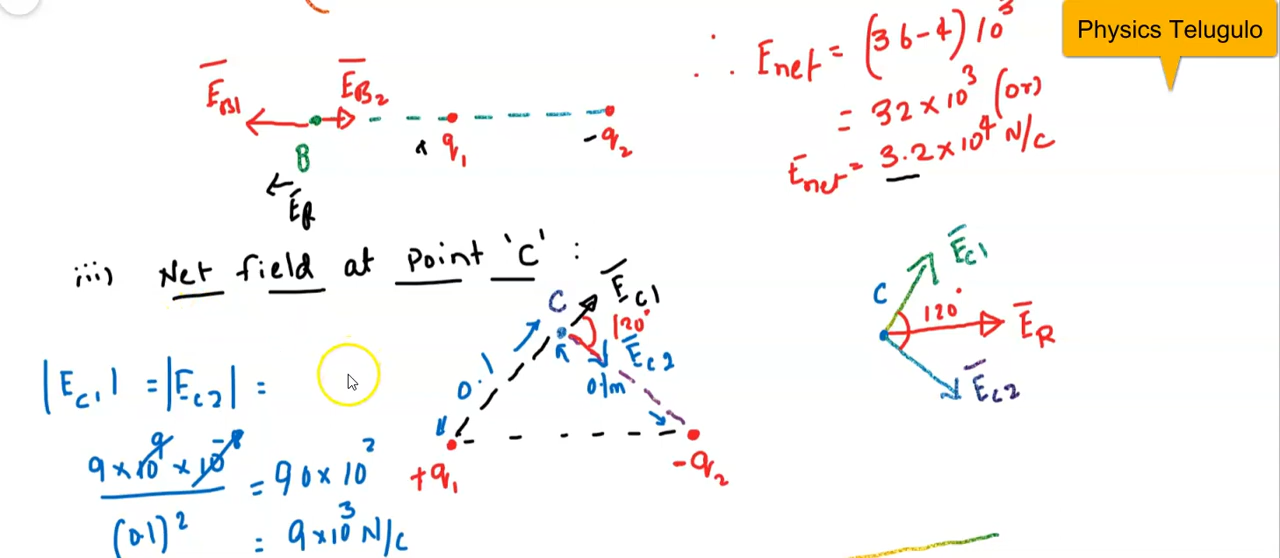 Physics Telugulo
∴ Enet = (36-4) 10³
= 32×10³ (or)
Enet = 3.2×10⁴ N/C
E̅B1 E̅B2
B q₁ -q₂
E̅R
iii) Net field at point 'C' :
C E̅C1
120°
E̅C2
0.1 0.1m
+q₁ -q₂
C E̅C1
120° E̅R
E̅C2
|EC1| = |EC2| =
9×10⁹×10⁻⁹ / (0.1)² = 90×10²
= 9×10³ N/C